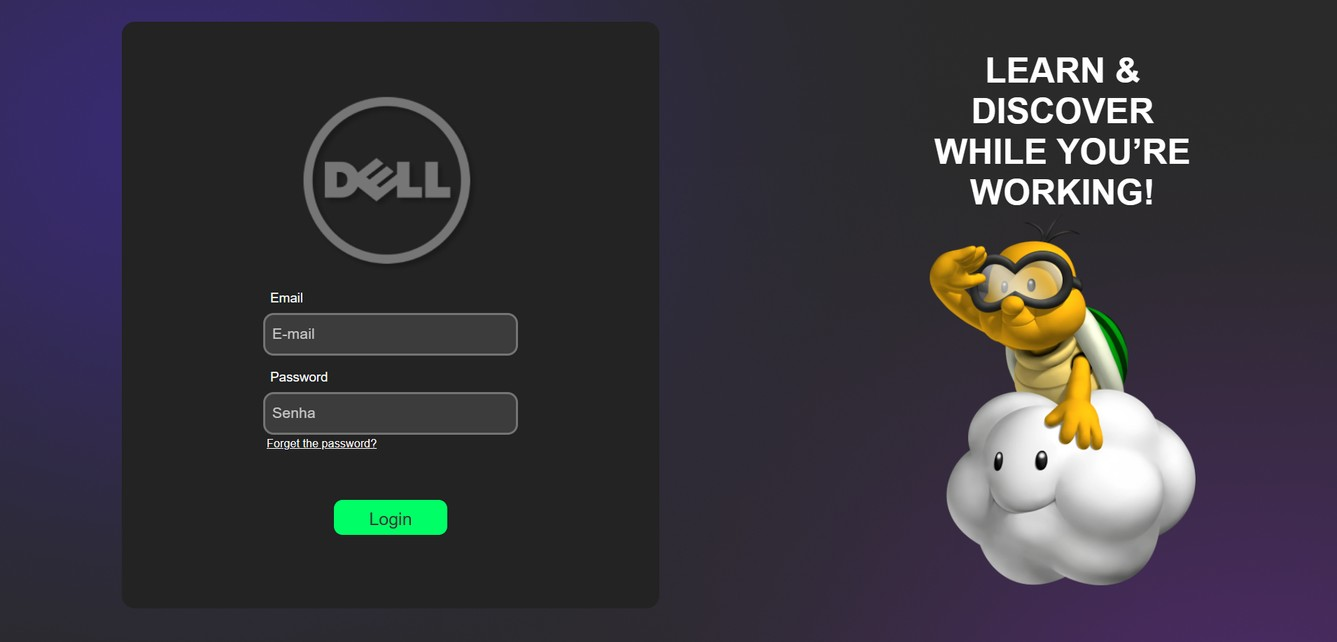 DELL
Email
E-mail
Password
Senha
Forget the password?
Login
LEARN &
DISCOVER
WHILE YOU’RE
WORKING!